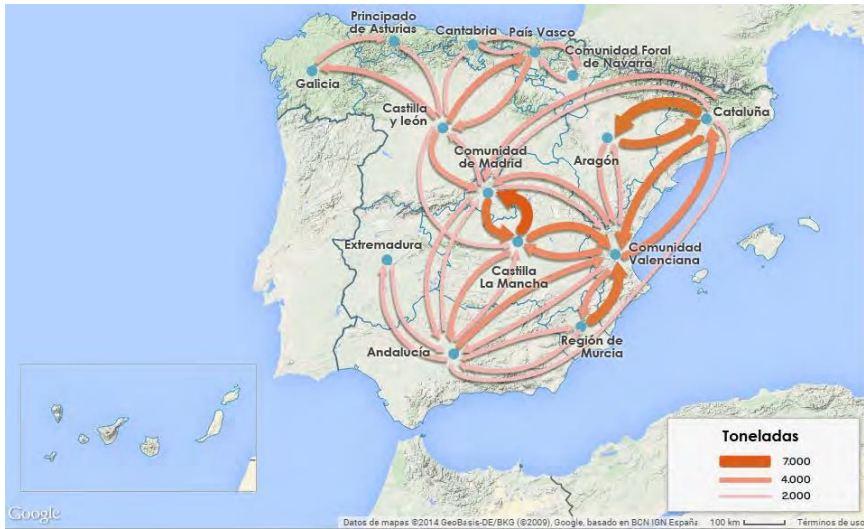 Principado
de Asturias
Cantabria
País Vasco
Comunidad Foral
de Navarra
Galicia
Castilla
y león
Cataluña
Comunidad
de Madrid
Aragón
Extremadura
Comunidad
Valenciana
Castilla
La Mancha
Andalucía
Región de
Murcia
Toneladas
7.000
4.000
2.000
Google
Datos de mapas ©2014 GeoBasis-DE/BKG (©2009), Google, basado en BCN IGN España
100 km
Términos de uso